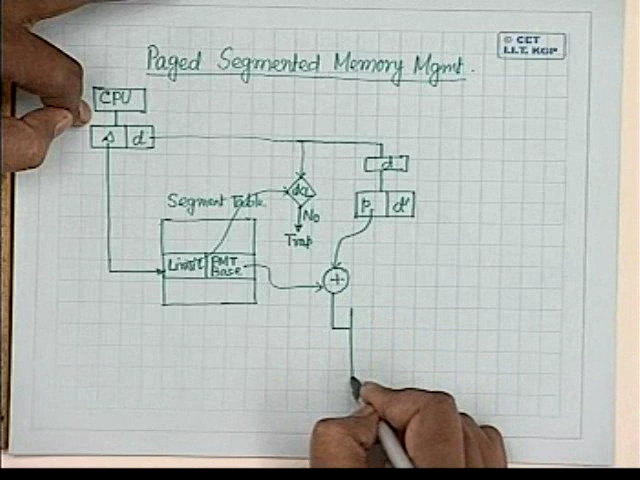 © CET
I.I.T. KGP
Paged Segmented Memory Mgmt.
CPU
s d
d
Segment Table
No
p d'
Trap
Limit PMT
Base
+